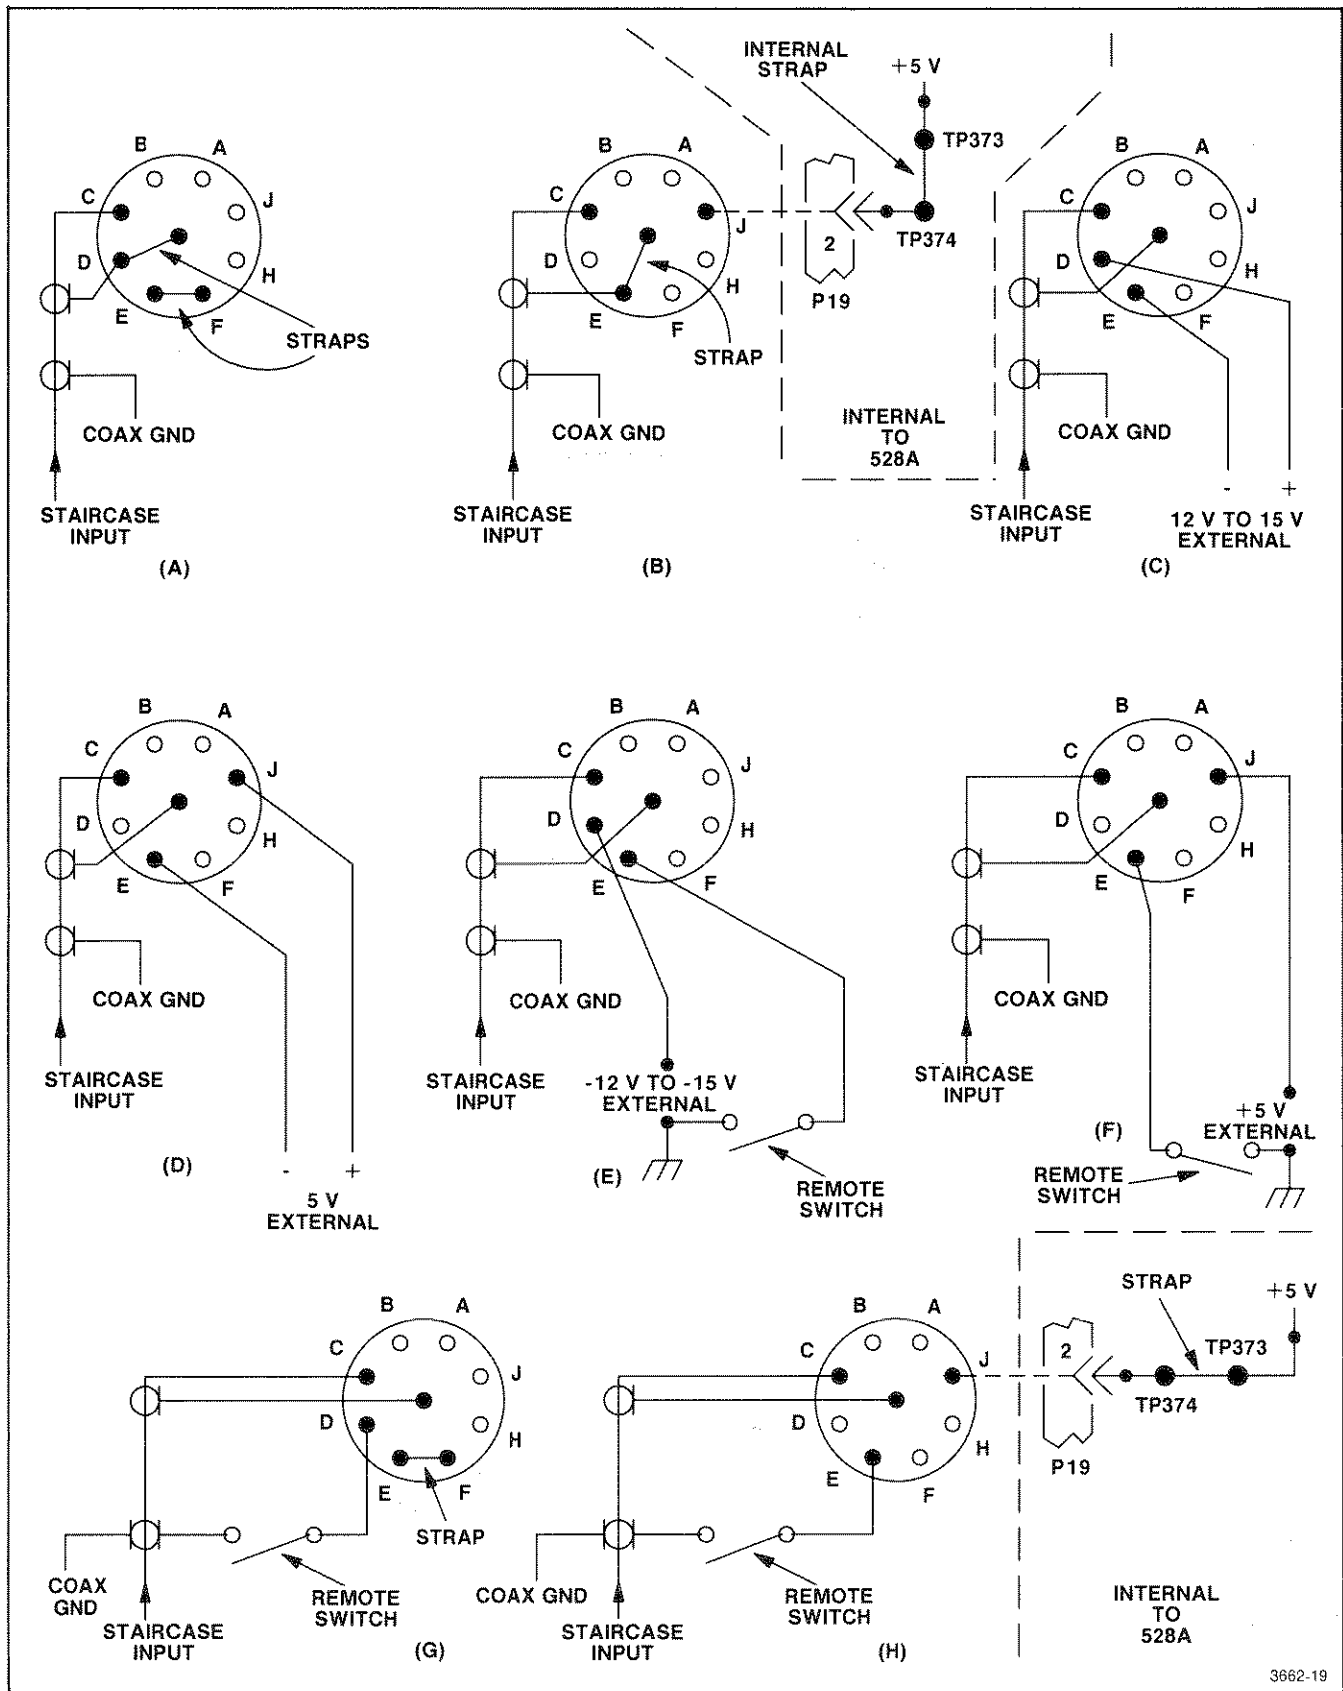 INTERNAL
STRAP
+5 V
TP373
TP374
2
P19
INTERNAL
TO
528A
B
A
C
J
D
H
E
F
STRAPS
COAX GND
STAIRCASE
INPUT
(A)
B
A
C
J
D
H
E
F
STRAP
COAX GND
STAIRCASE
INPUT
(B)
B
A
C
J
D
H
E
F
COAX GND
STAIRCASE
INPUT
- +
12 V TO 15 V
EXTERNAL
(C)
B
A
C
J
D
H
E
F
COAX GND
STAIRCASE
INPUT
(D)
- +
5 V
EXTERNAL
B
A
C
J
D
H
E
F
COAX GND
STAIRCASE
INPUT
-12 V TO -15 V
EXTERNAL
(E)
REMOTE
SWITCH
B
A
C
J
D
H
E
F
COAX GND
STAIRCASE
INPUT
(F)
+5 V
EXTERNAL
REMOTE
SWITCH
B
A
C
J
D
H
E
F
STRAP
COAX
GND
REMOTE
SWITCH
STAIRCASE
INPUT
(G)
B
A
C
J
D
H
E
F
COAX GND
REMOTE
SWITCH
STAIRCASE
INPUT
(H)
STRAP
+5 V
2
TP373
TP374
P19
INTERNAL
TO
528A
3662-19